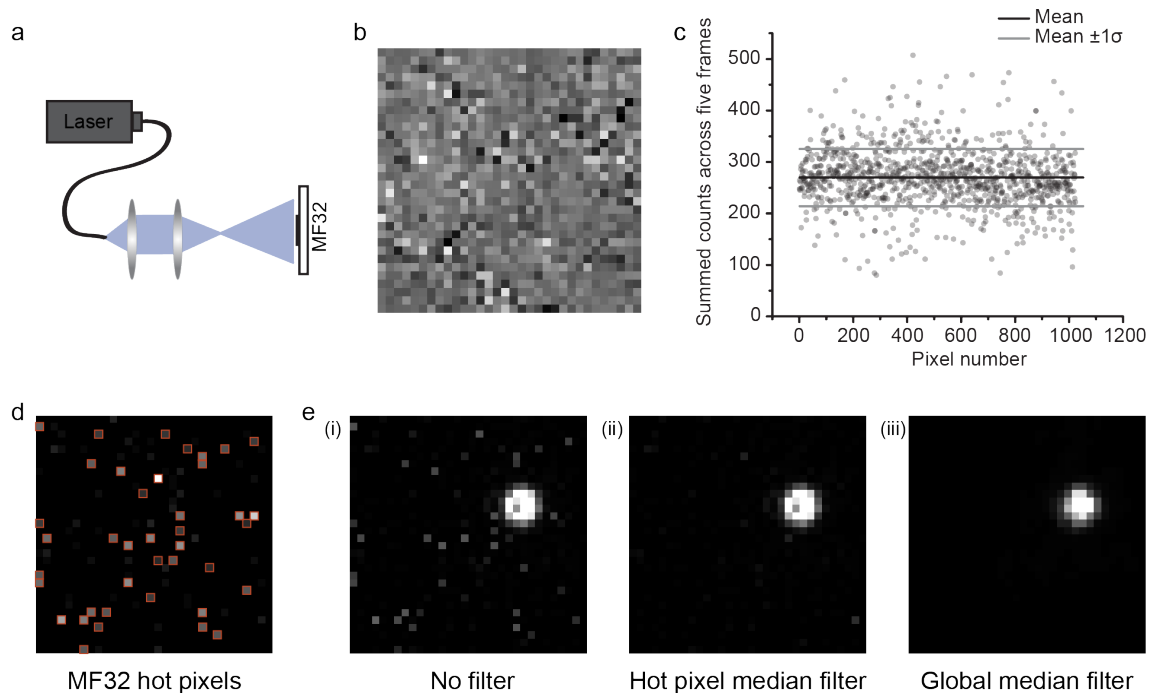 a
Laser
MF32
b
c
Mean
Mean ±1σ
Summed counts across five frames
500
400
300
200
100
0
0 200 400 600 800 1000 1200
Pixel number
d
MF32 hot pixels
e
(i)
No filter
(ii)
Hot pixel median filter
(iii)
Global median filter